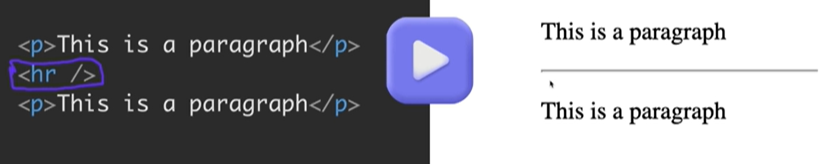 <p>This is a paragraph</p>
<hr />
<p>This is a paragraph</p>
This is a paragraph
This is a paragraph